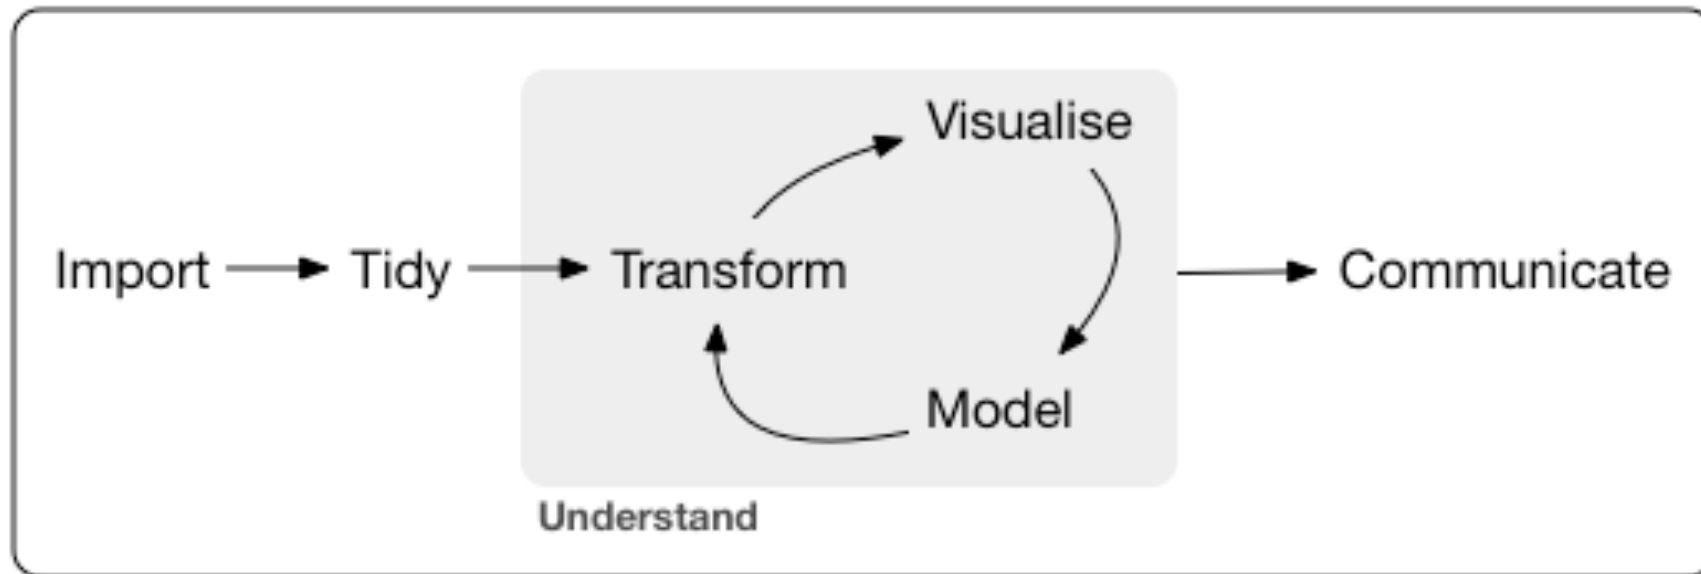 Visualise
Import Tidy Transform Communicate
Model
Understand